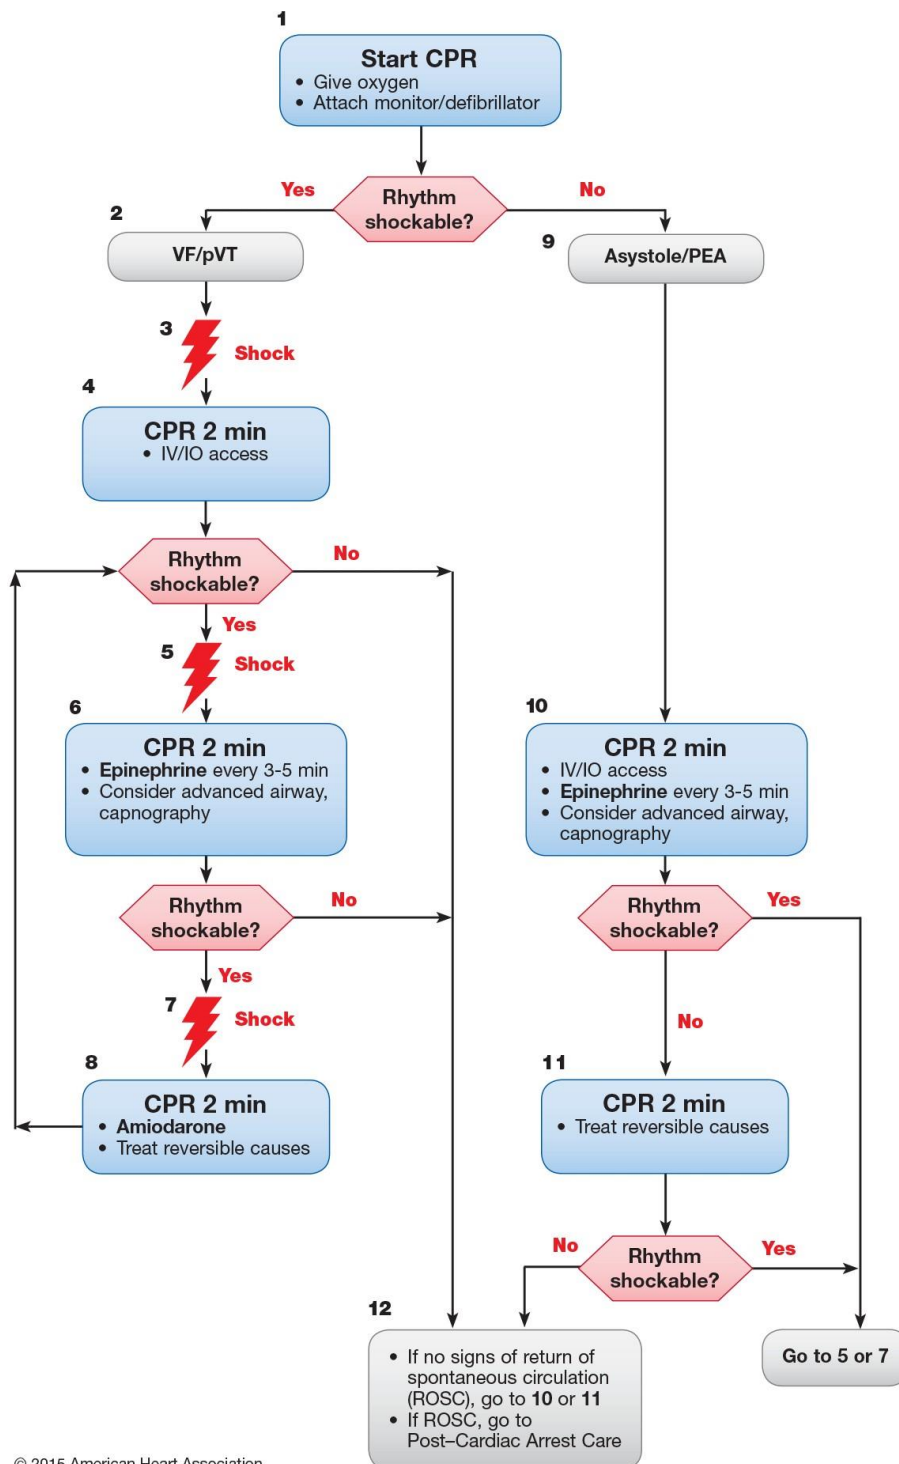 1
Start CPR
• Give oxygen
• Attach monitor/defibrillator
Yes
Rhythm
shockable?
No
2
VF/pVT
9
Asystole/PEA
3
Shock
4
CPR 2 min
• IV/IO access
Rhythm
shockable?
No
Yes
5
Shock
6
CPR 2 min
• Epinephrine every 3-5 min
• Consider advanced airway,
capnography
10
CPR 2 min
• IV/IO access
• Epinephrine every 3-5 min
• Consider advanced airway,
capnography
Rhythm
shockable?
No
Rhythm
shockable?
Yes
Yes
7
Shock
No
8
CPR 2 min
• Amiodarone
• Treat reversible causes
11
CPR 2 min
• Treat reversible causes
No
Rhythm
shockable?
Yes
12
• If no signs of return of
spontaneous circulation
(ROSC), go to 10 or 11
• If ROSC, go to
Post–Cardiac Arrest Care
Go to 5 or 7
© 2015 American Heart Association